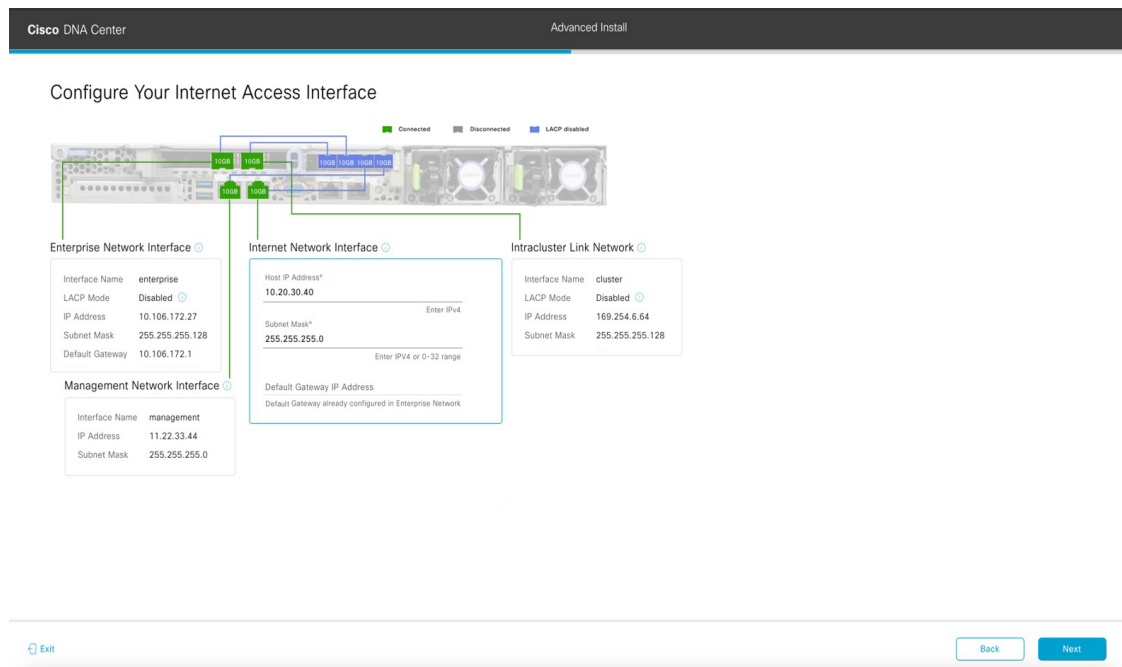 Cisco DNA Center
Advanced Install
Configure Your Internet Access Interface
Connected
Disconnected
LACP disabled
10GB 10GB 10GB 10GB 10GB 10GB
10GB 10GB
Enterprise Network Interface
Interface Name enterprise
LACP Mode Disabled
IP Address 10.106.172.27
Subnet Mask 255.255.255.128
Default Gateway 10.106.172.1
Management Network Interface
Interface Name management
IP Address 11.22.33.44
Subnet Mask 255.255.255.0
Internet Network Interface
Host IP Address*
10.20.30.40
Enter IPv4
Subnet Mask*
255.255.255.0
Enter IPV4 or 0-32 range
Default Gateway IP Address
Default Gateway already configured in Enterprise Network
Intracluster Link Network
Interface Name cluster
LACP Mode Disabled
IP Address 169.254.6.64
Subnet Mask 255.255.255.128
Exit
Back
Next